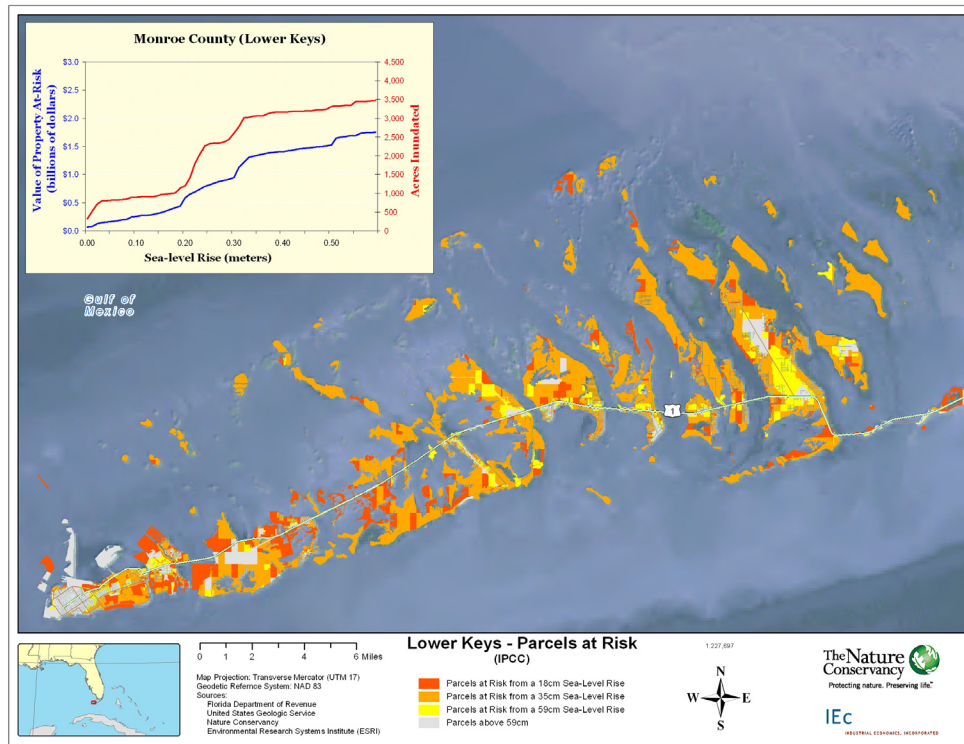 Monroe County (Lower Keys)
Value of Property At-Risk
(billions of dollars)
$3.0
$2.5
$2.0
$1.5
$1.0
$0.5
$0.0
4,500
4,000
3,500
3,000
2,500
2,000
1,500
1,000
500
0
Acres Inundated
0.00
0.10
0.20
0.30
0.40
0.50
Sea-level Rise (meters)
Gulf of
Mexico
1
0 1 2 4 6 Miles
Map Projection: Transverse Mercator (UTM 17)
Geodetic Refernce System: NAD 83
Sources:
Florida Department of Revenue
United States Geologic Service
Nature Conservancy
Environmental Research Systems Institute (ESRI)
Lower Keys - Parcels at Risk
(IPCC)
Parcels at Risk from a 18cm Sea-Level Rise
Parcels at Risk from a 35cm Sea-Level Rise
Parcels at Risk from a 59cm Sea-Level Rise
Parcels above 59cm
1:227,697
N
W E
S
The Nature
Conservancy
Protecting nature. Preserving life.™
IEc
INDUSTRIAL ECONOMICS, INCORPORATED